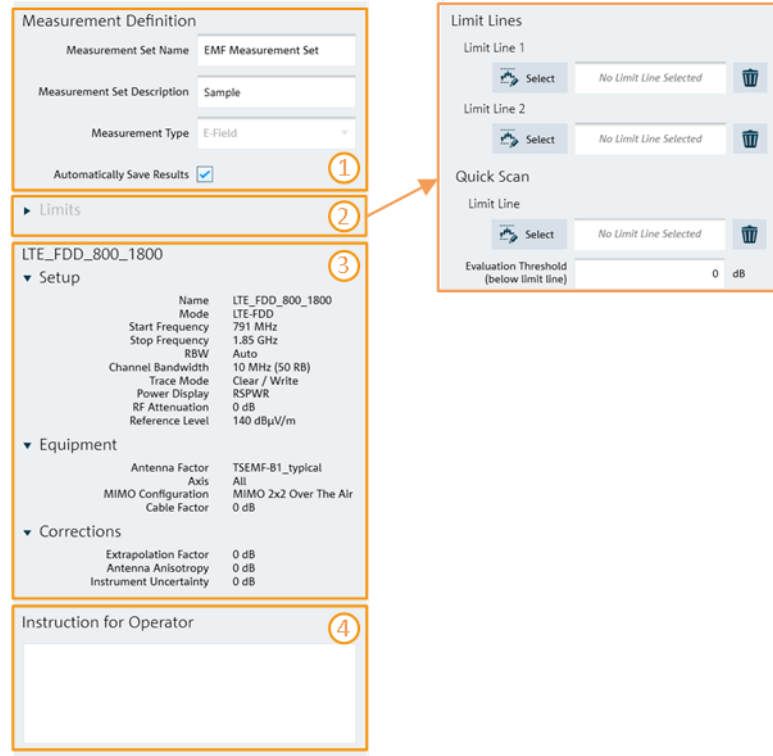 Measurement Definition
Measurement Set Name EMF Measurement Set
Measurement Set Description Sample
Measurement Type E-Field
Automatically Save Results
1
Limits
2
LTE_FDD_800_1800
3
Setup
Name LTE_FDD_800_1800
Mode LTE-FDD
Start Frequency 791 MHz
Stop Frequency 1.85 GHz
RBW Auto
Channel Bandwidth 10 MHz (50 RB)
Trace Mode Clear / Write
Power Display RSPWR
RF Attenuation 0 dB
Reference Level 140 dBµV/m
Equipment
Antenna Factor TSEMF-B1_typical
Axis All
MIMO Configuration MIMO 2x2 Over The Air
Cable Factor 0 dB
Corrections
Extrapolation Factor 0 dB
Antenna Anisotropy 0 dB
Instrument Uncertainty 0 dB
Instruction for Operator
4
Limit Lines
Limit Line 1
Select No Limit Line Selected
Limit Line 2
Select No Limit Line Selected
Quick Scan
Limit Line
Select No Limit Line Selected
Evaluation Threshold
(below limit line) 0 dB